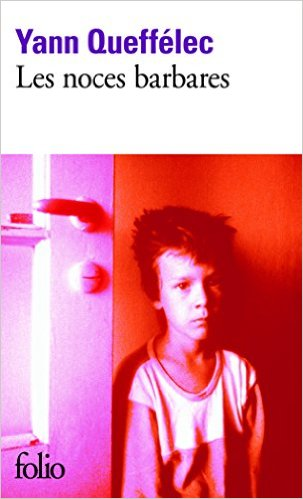 Yann Queffélec
Les noces barbares
folio